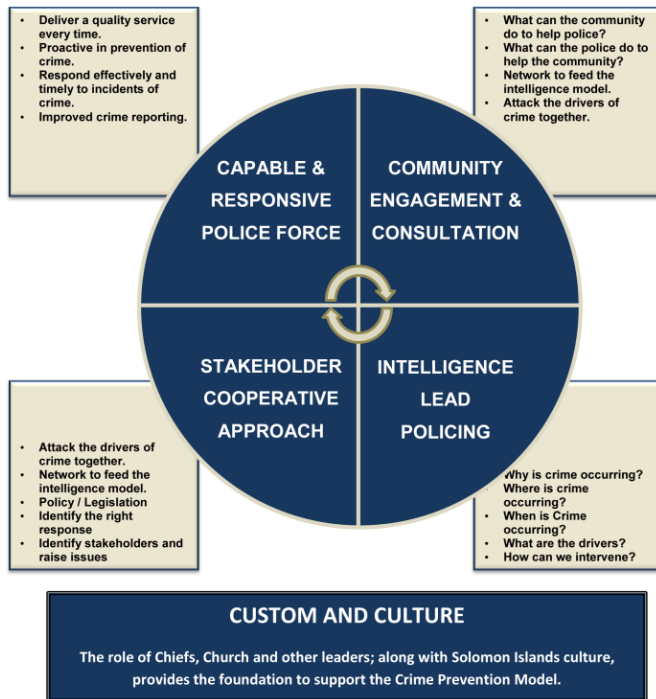 • Deliver a quality service
every time.
• Proactive in prevention of
crime.
• Respond effectively and
timely to incidents of
crime.
• Improved crime reporting.
• What can the community
do to help police?
• What can the police do to
help the community?
• Network to feed the
intelligence model.
• Attack the drivers of
crime together.
CAPABLE &
RESPONSIVE
POLICE FORCE
COMMUNITY
ENGAGEMENT &
CONSULTATION
STAKEHOLDER
COOPERATIVE
APPROACH
INTELLIGENCE
LEAD
POLICING
• Attack the drivers of
crime together.
• Network to feed the
intelligence model.
• Policy / Legislation
• Identify the right
response
• Identify stakeholders and
raise issues
Why is crime occurring?
• Where is crime
occurring?
• When is Crime
occurring?
• What are the drivers?
• How can we intervene?
CUSTOM AND CULTURE
The role of Chiefs, Church and other leaders; along with Solomon Islands culture,
provides the foundation to support the Crime Prevention Model.